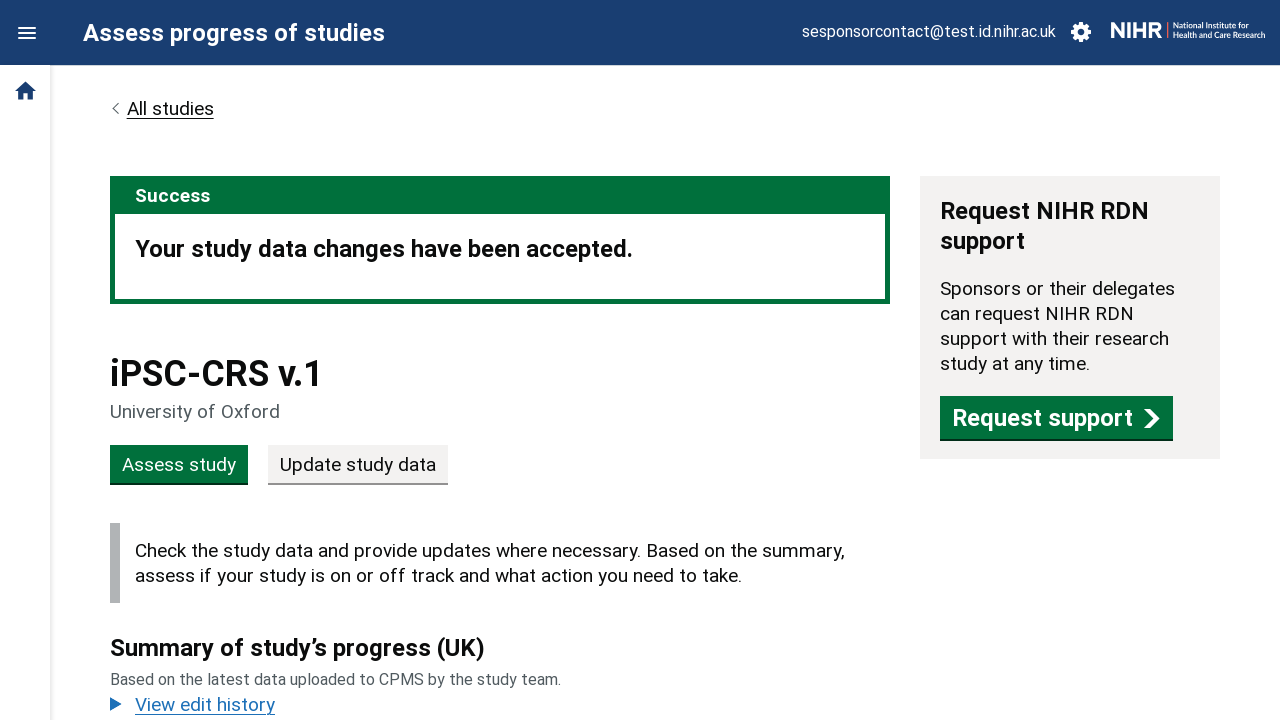 Assess progress of studies
sesponsorcontact@test.id.nihr.ac.uk
NIHR | National Institute for
Health and Care Research
All studies
Success
Your study data changes have been accepted.
iPSC-CRS v.1
University of Oxford
Assess study
Update study data
Check the study data and provide updates where necessary. Based on the summary,
assess if your study is on or off track and what action you need to take.
Summary of study’s progress (UK)
Based on the latest data uploaded to CPMS by the study team.
View edit history
Request NIHR RDN
support
Sponsors or their delegates
can request NIHR RDN
support with their research
study at any time.
Request support